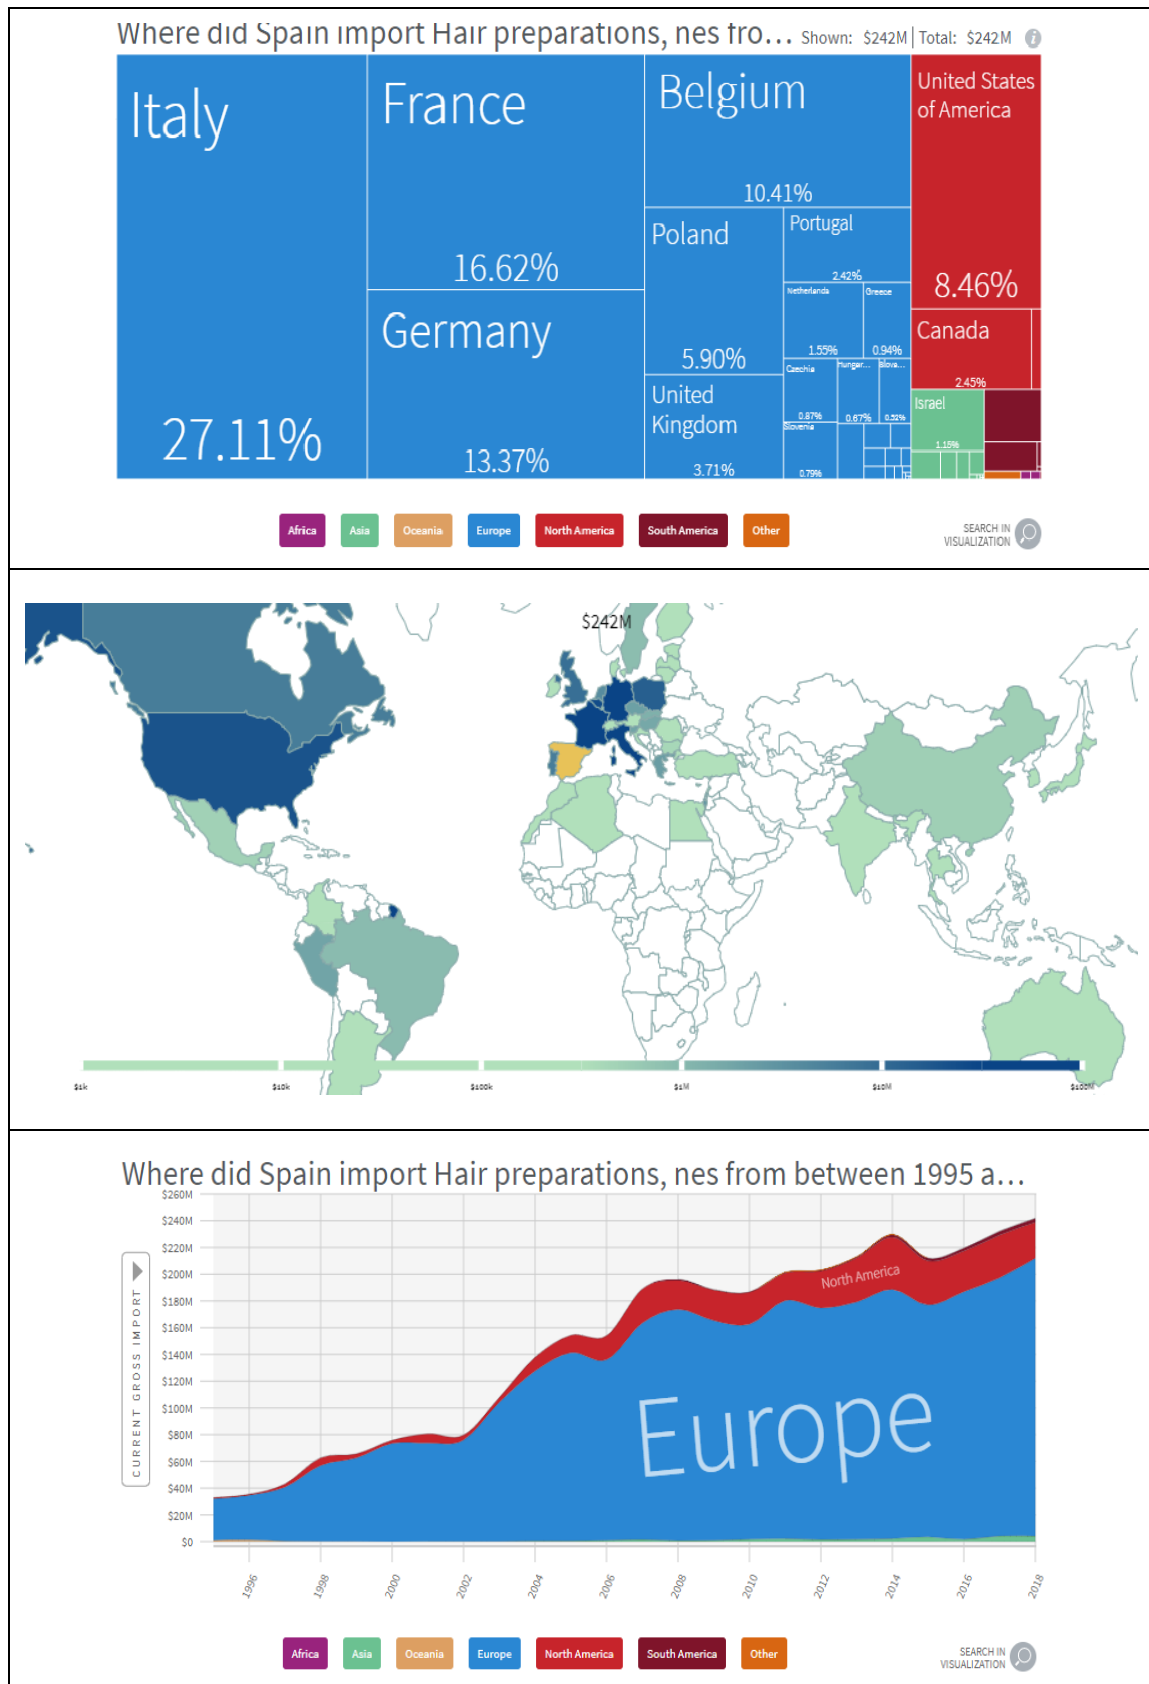 Where did Spain import Hair preparations, nes fro... Shown: $242M | Total: $242M i
Italy
27.11%
France
16.62%
Germany
13.37%
Belgium
10.41%
Poland
5.90%
United
Kingdom
3.71%
Portugal
2.42%
Netherlands
1.55%
Greece
0.94%
Czechia
0.87%
Hungar...
0.67%
Slova...
0.52%
Slovenia
0.79%
United States
of America
8.46%
Canada
2.45%
Israel
1.15%
Africa
Asia
Oceania
Europe
North America
South America
Other
SEARCH IN
VISUALIZATION
$242M
$1k
$10k
$100k
$1M
$10M
$100M
Where did Spain import Hair preparations, nes from between 1995 a...
CURRENT GROSS IMPORT
$260M
$240M
$220M
$200M
$180M
$160M
$140M
$120M
$100M
$80M
$60M
$40M
$20M
$0
North America
Europe
1996
1998
2000
2002
2004
2006
2008
2010
2012
2014
2016
2018
Africa
Asia
Oceania
Europe
North America
South America
Other
SEARCH IN
VISUALIZATION